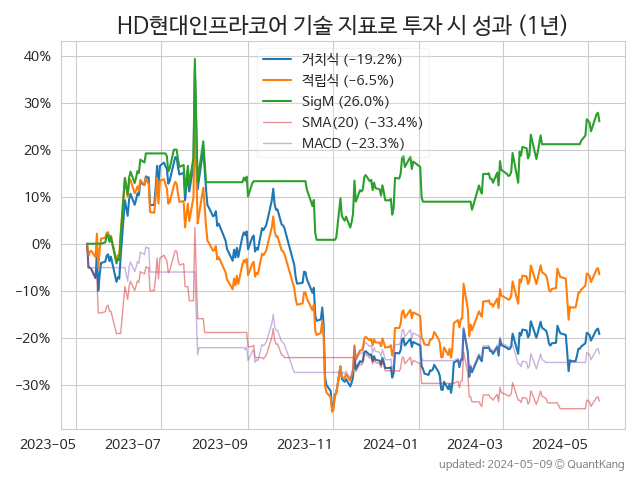 HD현대인프라코어 기술 지표로 투자 시 성과 (1년)
거치식 (−19.2%)
적립식 (−6.5%)
SigM (26.0%)
SMA(20) (−33.4%)
MACD (−23.3%)
40%
30%
20%
10%
0%
−10%
−20%
−30%
2023-05 2023-07 2023-09 2023-11 2024-01 2024-03 2024-05
updated: 2024-05-09 © QuantKang